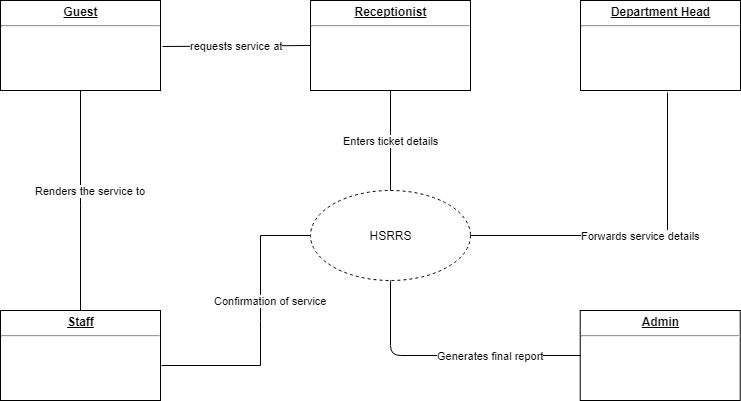 Guest
Receptionist
Department Head
requests service at
Enters ticket details
Renders the service to
HSRRS
Forwards service details
Confirmation of service
Staff
Admin
Generates final report